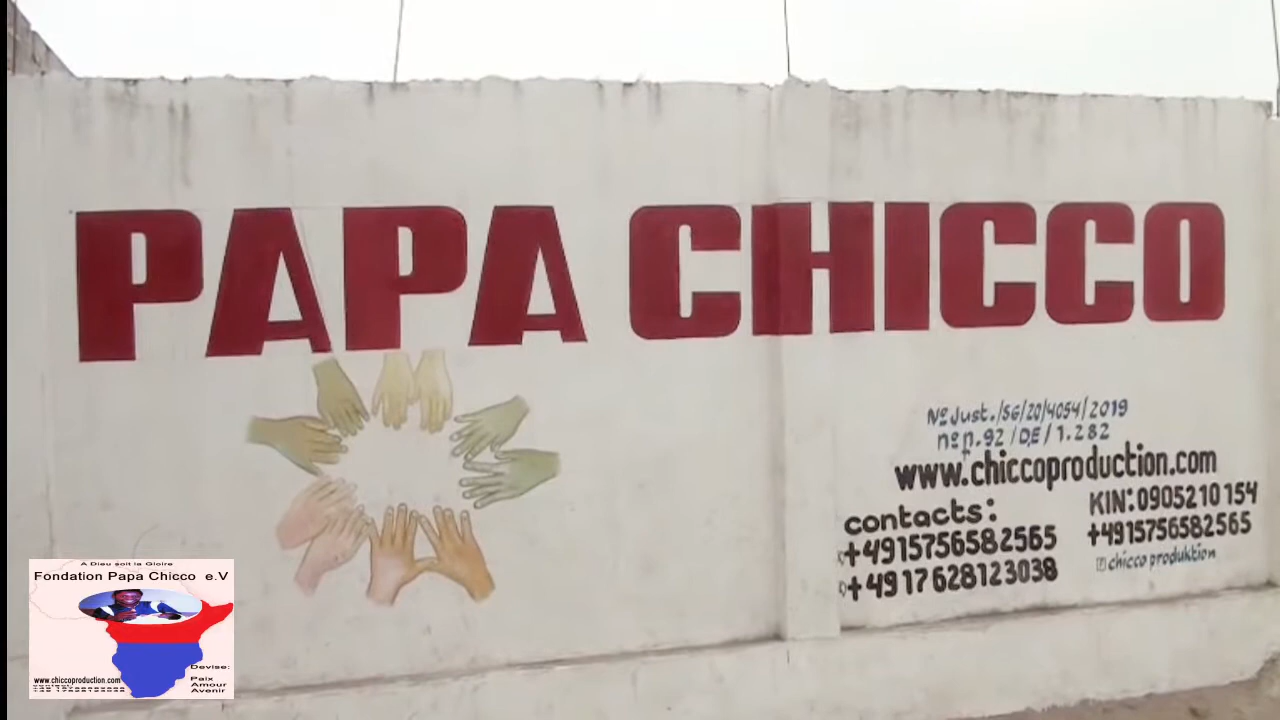 PAPA CHICCO
Nº Just./SG/20/4054/2019
nº n.92/DE/1.282
www.chiccoproduction.com
contacts:
+4915756582565
+4917628123038
KIN:0905210154
+4915756582565
chicco produktion
A Dieu soit la Gloire
Fondation Papa Chicco e.V
Devise:
Paix
Amour
Avenir
www.chiccoproduction.com